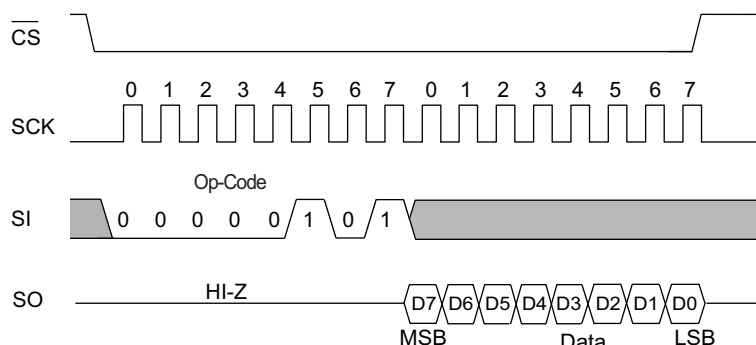 CS
0 1 2 3 4 5 6 7 0 1 2 3 4 5 6 7
SCK
Op-Code
SI 0 0 0 0 0 1 0 1
HI-Z
SO D7 D6 D5 D4 D3 D2 D1 D0
MSB Data LSB